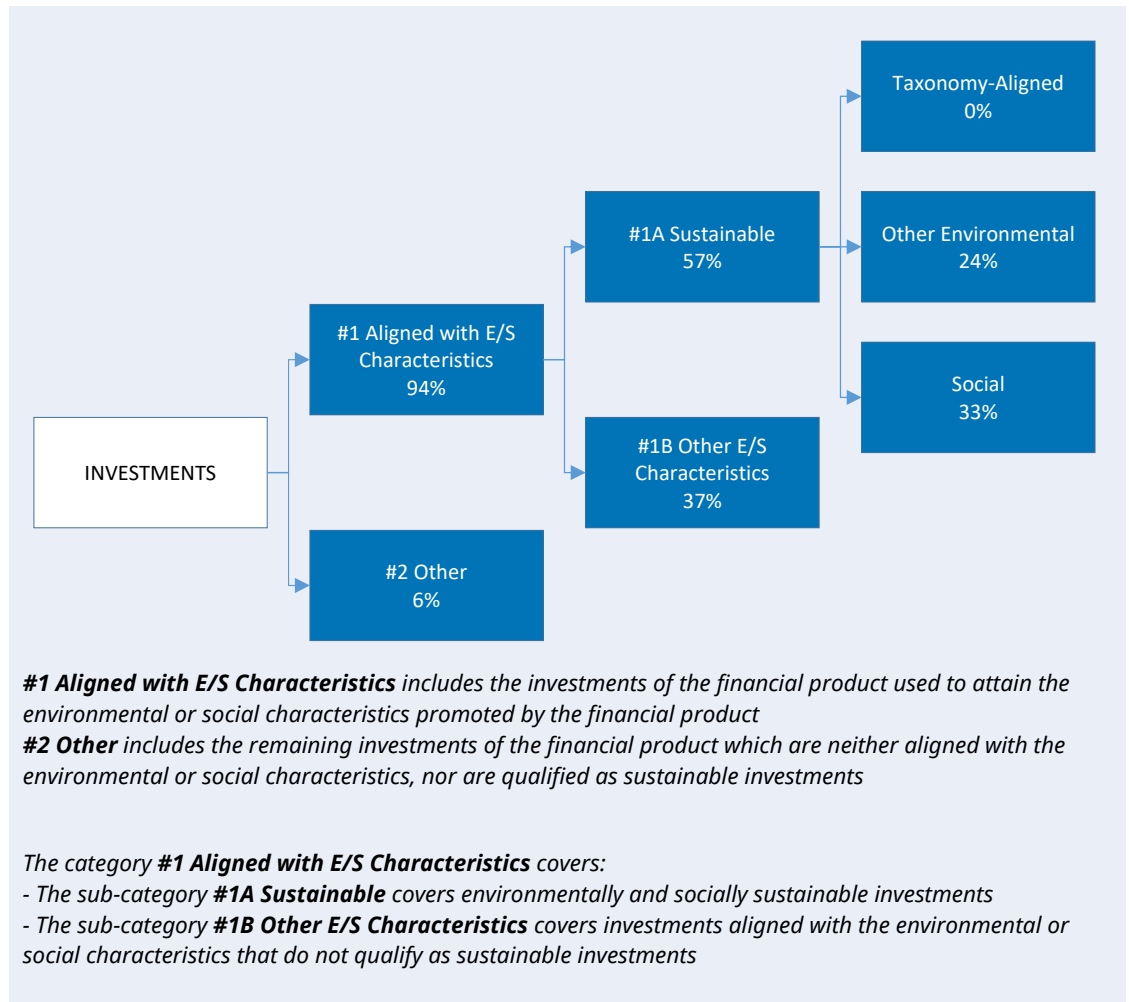 Taxonomy-Aligned
0%
#1A Sustainable
57%
Other Environmental
24%
#1 Aligned with E/S
Characteristics
94%
Social
33%
#1B Other E/S
Characteristics
37%
INVESTMENTS
#2 Other
6%
#1 Aligned with E/S Characteristics includes the investments of the financial product used to attain the
environmental or social characteristics promoted by the financial product
#2 Other includes the remaining investments of the financial product which are neither aligned with the
environmental or social characteristics, nor are qualified as sustainable investments
The category #1 Aligned with E/S Characteristics covers:
- The sub-category #1A Sustainable covers environmentally and socially sustainable investments
- The sub-category #1B Other E/S Characteristics covers investments aligned with the environmental or
social characteristics that do not qualify as sustainable investments